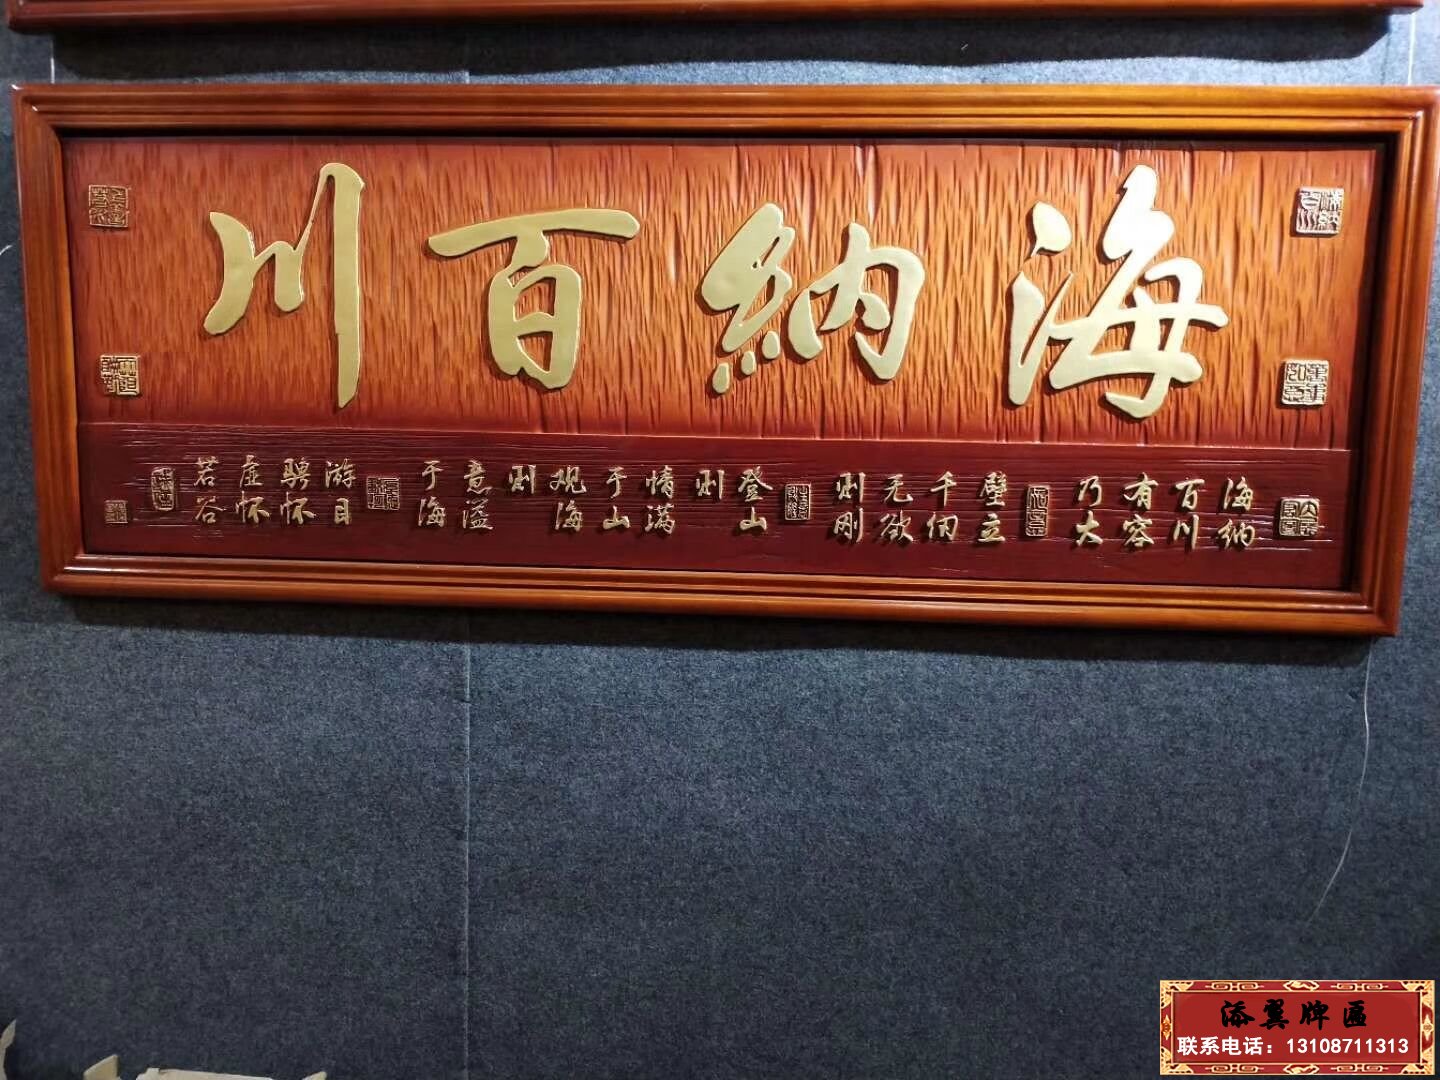 海納百川
海纳百川有容乃大
壁立千仞无欲则刚
登山则情满于山观海则意溢于海
游目骋怀虚怀若谷
添翼牌匾
联系电话：13108711313